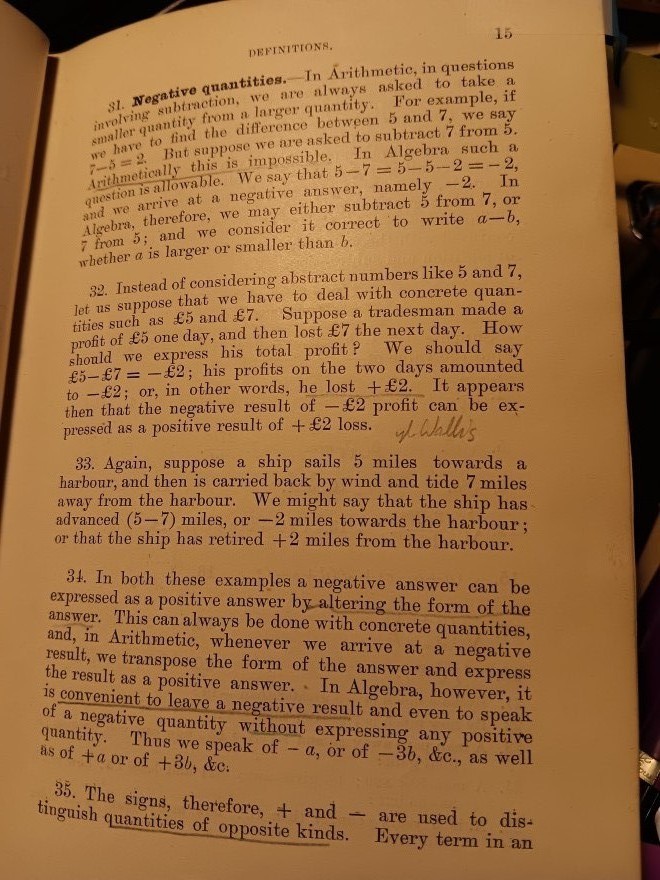 DEFINITIONS.
15
31. Negative quantities.—In Arithmetic, in questions
involving subtraction, we are always asked to take a
smaller quantity from a larger quantity. For example, if
we have to find the difference between 5 and 7, we say
7−5=2. But suppose we are asked to subtract 7 from 5.
Arithmetically this is impossible. In Algebra such a
question is allowable. We say that 5−7=5−5−2=−2,
and we arrive at a negative answer, namely −2. In
Algebra, therefore, we may either subtract 5 from 7, or
7 from 5; and we consider it correct to write a−b,
whether a is larger or smaller than b.
32. Instead of considering abstract numbers like 5 and 7,
let us suppose that we have to deal with concrete quan-
tities such as £5 and £7. Suppose a tradesman made a
profit of £5 one day, and then lost £7 the next day. How
should we express his total profit? We should say
£5−£7=−£2; his profits on the two days amounted
to −£2; or, in other words, he lost +£2. It appears
then that the negative result of −£2 profit can be ex-
pressed as a positive result of +£2 loss.
Wallis
33. Again, suppose a ship sails 5 miles towards a
harbour, and then is carried back by wind and tide 7 miles
away from the harbour. We might say that the ship has
advanced (5−7) miles, or −2 miles towards the harbour;
or that the ship has retired +2 miles from the harbour.
34. In both these examples a negative answer can be
expressed as a positive answer by altering the form of the
answer. This can always be done with concrete quantities,
and, in Arithmetic, whenever we arrive at a negative
result, we transpose the form of the answer and express
the result as a positive answer. In Algebra, however, it
is convenient to leave a negative result and even to speak
of a negative quantity without expressing any positive
quantity. Thus we speak of −a, or of −3b, &c., as well
as of +a or of +3b, &c.
35. The signs, therefore, + and − are used to dis-
tinguish quantities of opposite kinds. Every term in an